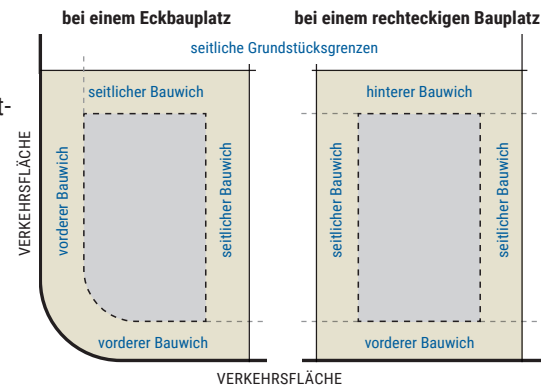 bei einem Eckbauplatz
bei einem rechteckigen Bauplatz
seitliche Grundstücksgrenzen
seitlicher Bauwich
hinterer Bauwich
t-
VERKEHRSFLÄCHE
vorderer Bauwich
seitlicher Bauwich
seitlicher Bauwich
seitlicher Bauwich
vorderer Bauwich
vorderer Bauwich
VERKEHRSFLÄCHE